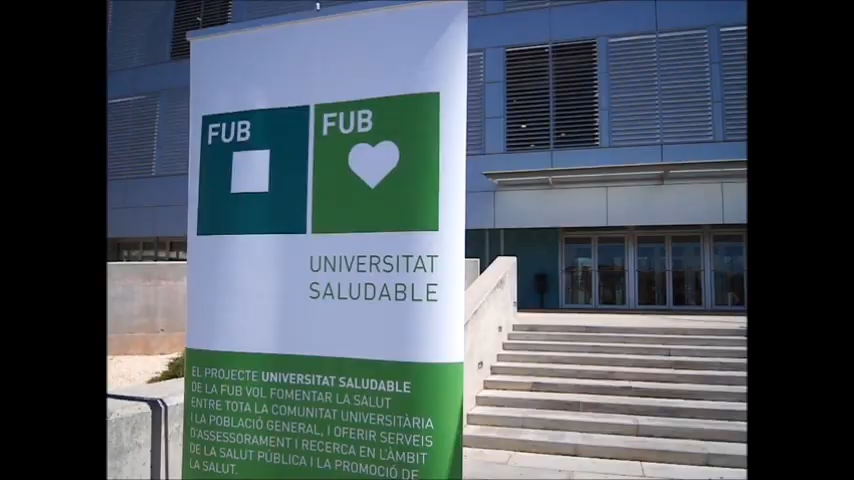 FUB
FUB
UNIVERSITAT
SALUDABLE
EL PROJECTE UNIVERSITAT SALUDABLE
DE LA FUB VOL FOMENTAR LA SALUT
ENTRE TOTA LA COMUNITAT UNIVERSITÀRIA
I LA POBLACIÓ GENERAL, I OFERIR SERVEIS
D'ASSESSORAMENT I RECERCA EN L'ÀMBIT
DE LA SALUT PÚBLICA I LA PROMOCIÓ DE
LA SALUT.